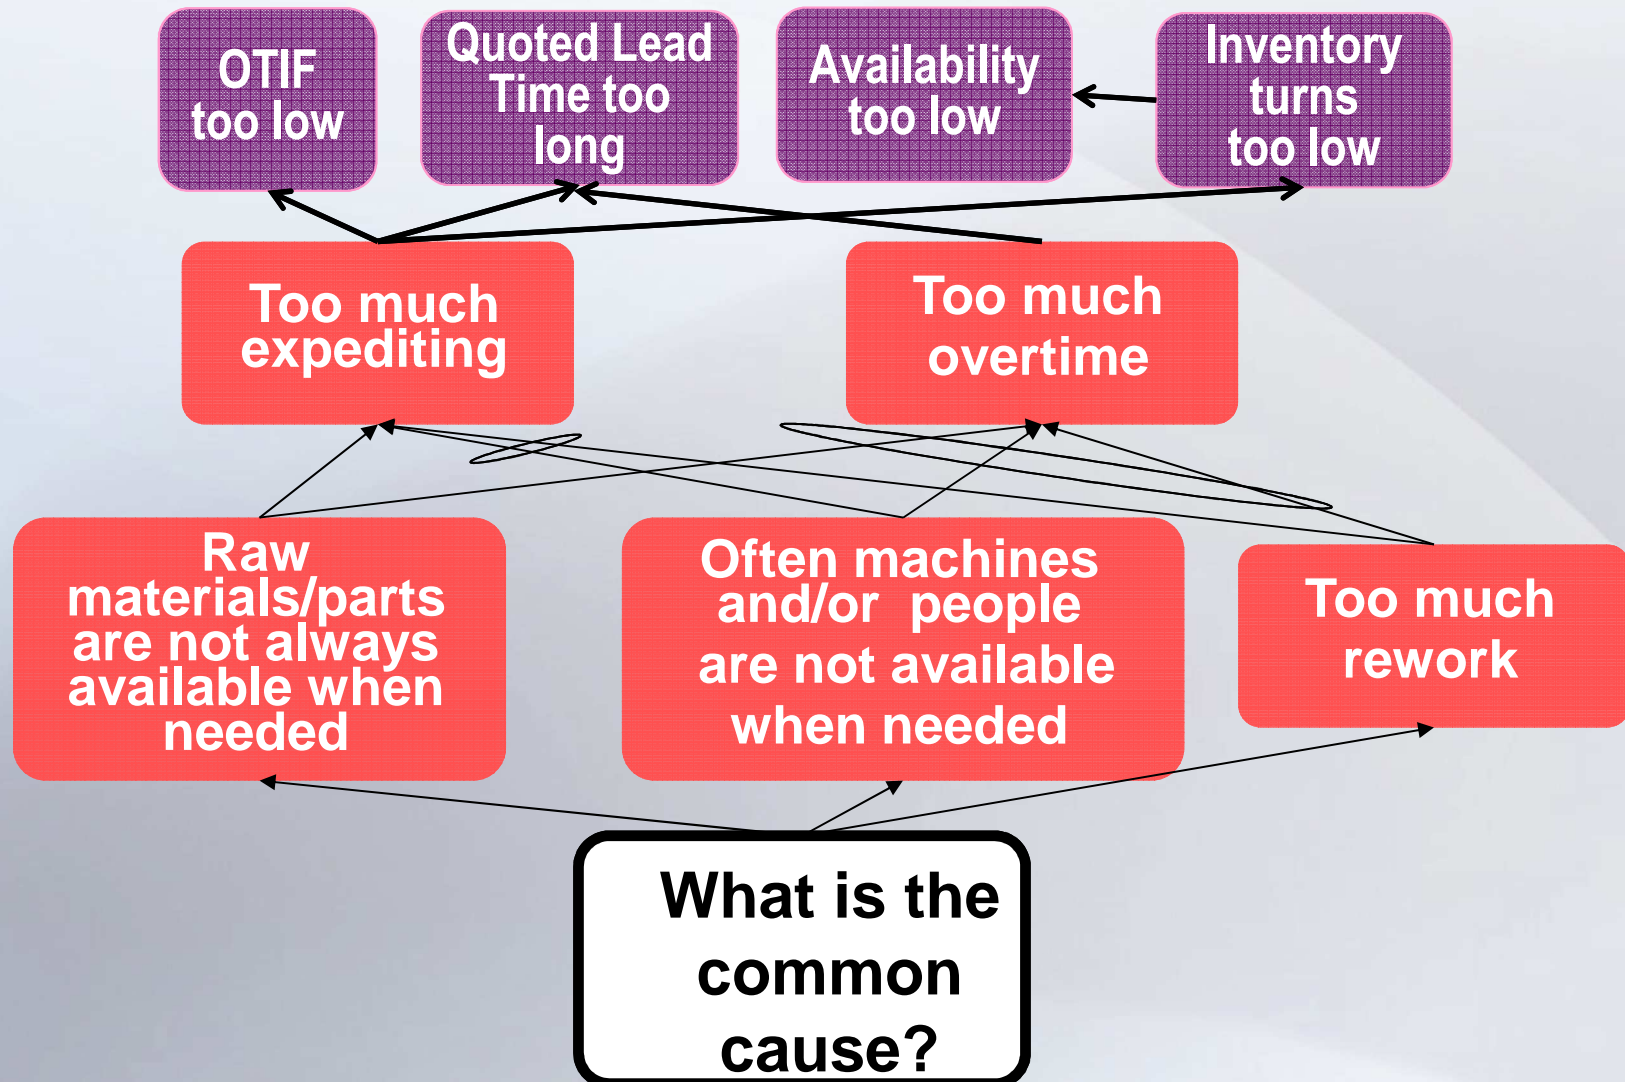 OTIF
too low
Quoted Lead
Time too
long
Availability
too low
Inventory
turns
too low
Too much
expediting
Too much
overtime
Raw
materials/parts
are not always
available when
needed
Often machines
and/or people
are not available
when needed
Too much
rework
What is the
common
cause?